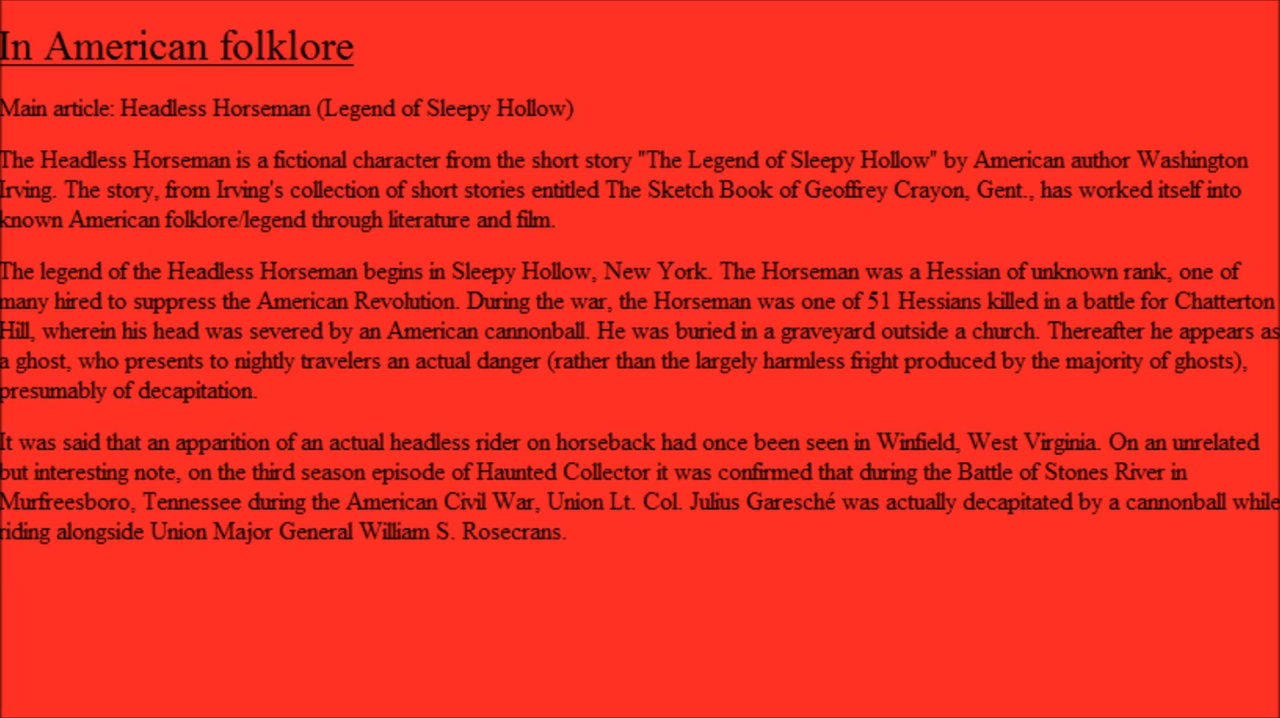 In American folklore
Main article: Headless Horseman (Legend of Sleepy Hollow)
The Headless Horseman is a fictional character from the short story "The Legend of Sleepy Hollow" by American author Washington
Irving. The story, from Irving's collection of short stories entitled The Sketch Book of Geoffrey Crayon, Gent., has worked itself into
known American folklore/legend through literature and film.
The legend of the Headless Horseman begins in Sleepy Hollow, New York. The Horseman was a Hessian of unknown rank, one of
many hired to suppress the American Revolution. During the war, the Horseman was one of 51 Hessians killed in a battle for Chatterton
Hill, wherein his head was severed by an American cannonball. He was buried in a graveyard outside a church. Thereafter he appears as
a ghost, who presents to nightly travelers an actual danger (rather than the largely harmless fright produced by the majority of ghosts),
presumably of decapitation.
It was said that an apparition of an actual headless rider on horseback had once been seen in Winfield, West Virginia. On an unrelated
but interesting note, on the third season episode of Haunted Collector it was confirmed that during the Battle of Stones River in
Murfreesboro, Tennessee during the American Civil War, Union Lt. Col. Julius Garesché was actually decapitated by a cannonball while
riding alongside Union Major General William S. Rosecrans.